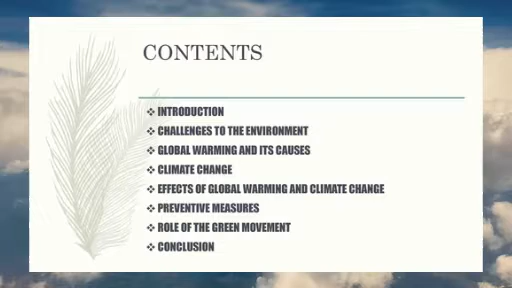 CONTENTS
❖ INTRODUCTION
❖ CHALLENGES TO THE ENVIRONMENT
❖ GLOBAL WARMING AND ITS CAUSES
❖ CLIMATE CHANGE
❖ EFFECTS OF GLOBAL WARMING AND CLIMATE CHANGE
❖ PREVENTIVE MEASURES
❖ ROLE OF THE GREEN MOVEMENT
❖ CONCLUSION